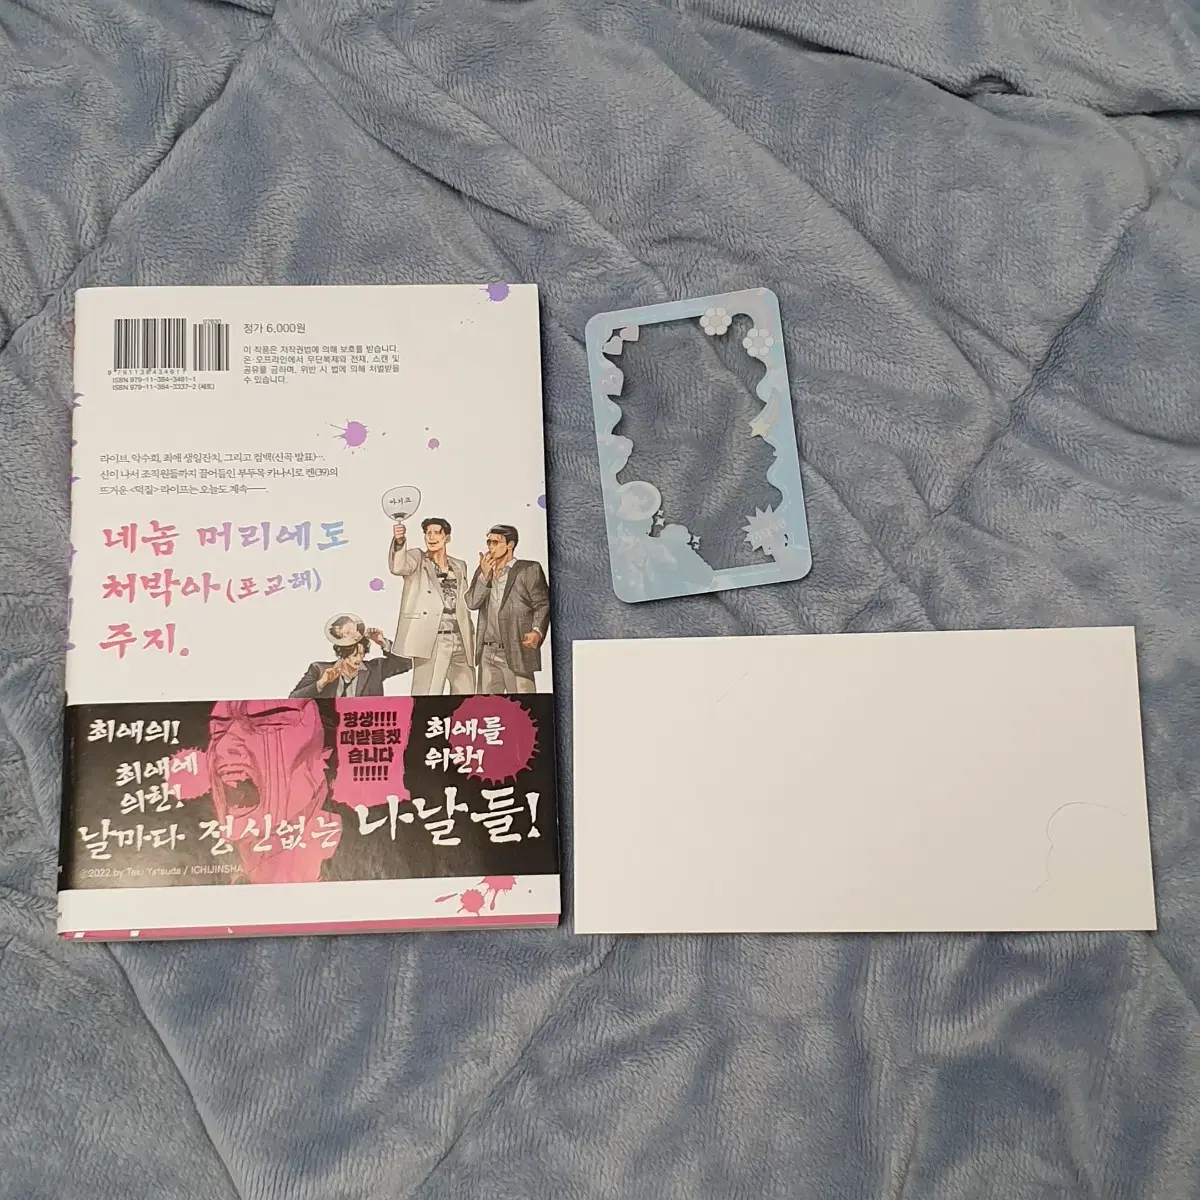 07830
정가 6,000원
9 791138 434911
ISBN 979-11-384-3491-1
ISBN 979-11-384-3337-2 (세트)
이 작품은 저작권법에 의해 보호를 받습니다.
온·오프라인에서 무단복제와 전재, 스캔 및
공유를 금하며, 위반 시 법에 의해 처벌받을
수 있습니다.
라이브, 악수회, 최애 생일잔치, 그리고 컴백(신곡 발표)…
신이 나서 조직원들까지 끌어들인 부두목 카나시로 켄(39)의
뜨거운 <덕질> 라이프는 오늘도 계속──.
네놈 머리에도
처박아(포교해)
주지.
최애의!
최애에
의한!
평생!!!!
떠받들겠
습니다
!!!!!!
최애를
위한!
날마다 정신없는 나날들!
©2022 by Teki Yatsuda / ICHIJINSHA